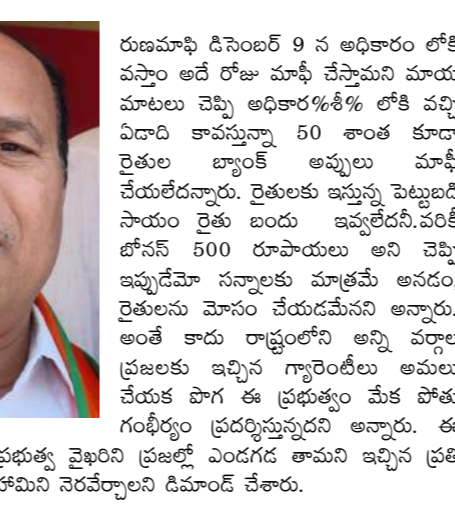 రుణమాఫి డిసెంబర్ 9 న అధికారం లోకి
వస్తాం అదే రోజు మాఫీ చేస్తామని మాయ
మాటలు చెప్పి అధికార%శీ% లోకి వచ్చి
ఏడాది కావస్తున్నా 50 శాంత కూడా
రైతుల బ్యాంక్ అప్పులు మాఫీ
చేయలేదన్నారు. రైతులకు ఇస్తున్న పెట్టుబడి
సాయం రైతు బందు ఇవ్వలేదనీ.వరికి
బోనస్ 500 రూపాయలు అని చెప్పి
ఇప్పుడేమో సన్నాలకు మాత్రమే అనడం.
రైతులను మోసం చేయడమేనని అన్నారు.
అంతే కాదు రాష్ట్రంలోని అన్ని వర్గాల
ప్రజలకు ఇచ్చిన గ్యారెంటీలు అమలు
చేయక పొగ ఈ ప్రభుత్వం మేక పోతు
గంభీర్యం ప్రదర్శిస్తున్నదని అన్నారు. ఈ
ప్రభుత్వ వైఖరిని ప్రజల్లో ఎండగడ తామని ఇచ్చిన ప్రతి
హామిని నెరవేర్చాలని డిమాండ్ చేశారు.